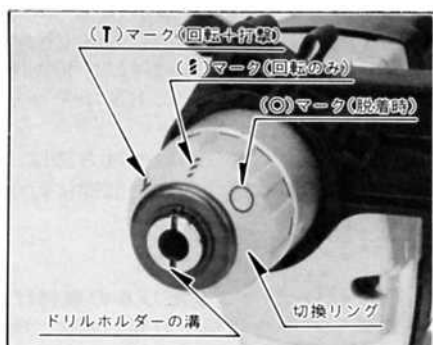 (T)マーク(回転+打撃)
()マーク(回転のみ)
(○)マーク(脱着時)
切換リング
ドリルホルダーの溝